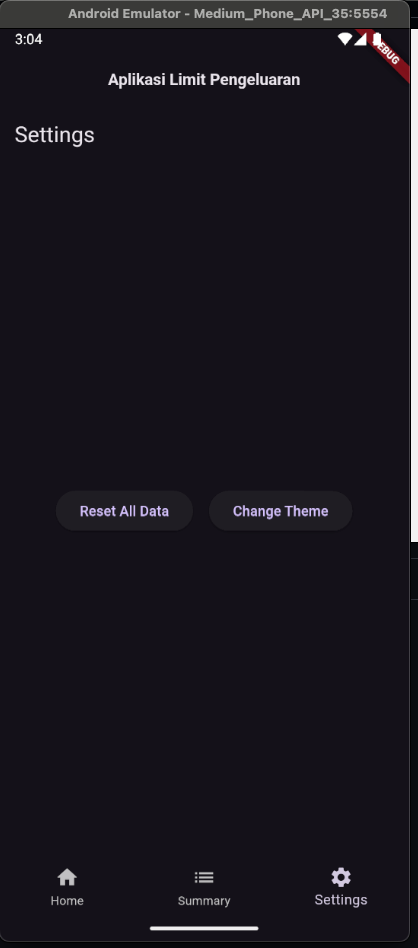 Android Emulator - Medium_Phone_API_35:5554
3:04
DEBUG
Aplikasi Limit Pengeluaran
Settings
Reset All Data Change Theme
Home Summary Settings